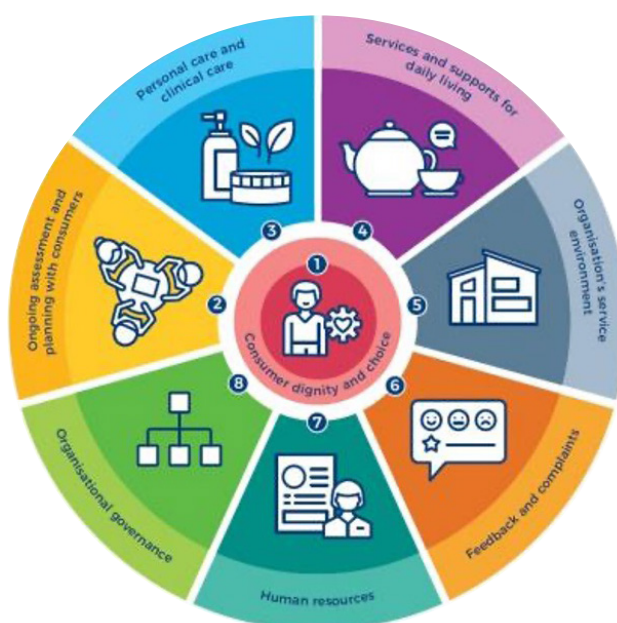 1
Consumer dignity and choice
2
Ongoing assessment and
planning with consumers
3
Personal care and
clinical care
4
Services and supports for
daily living
5
Organisation's service
environment
6
Feedback and complaints
7
Human resources
8
Organisational governance